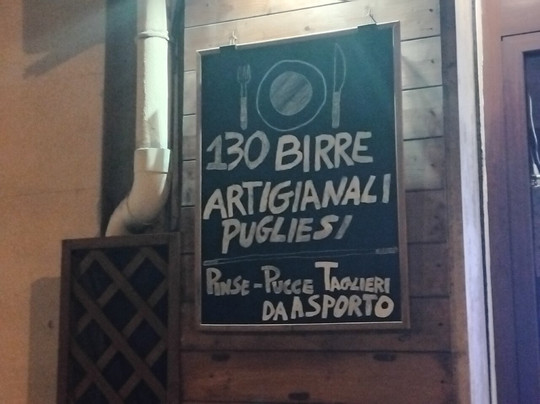 130 BIRRE
ARTIGIANALI
PUGLIESI
PINSE - PUCCE TAGLIERI
DA ASPORTO